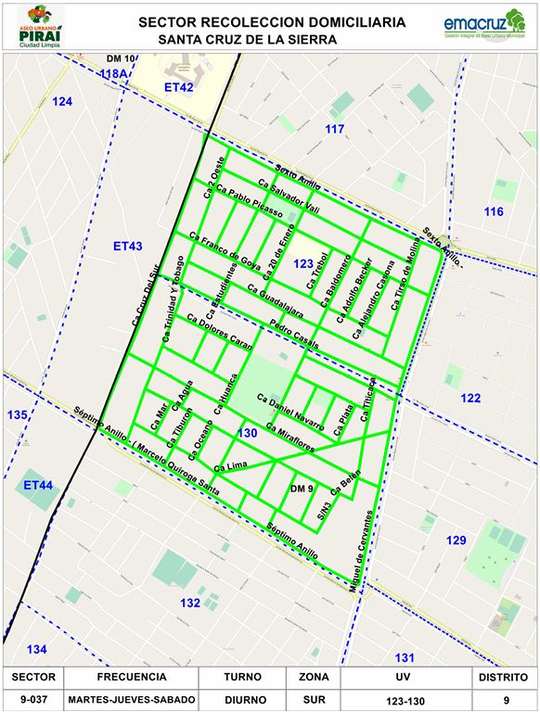 ASEO URBANO
PIRAI
Ciudad Limpia
SECTOR RECOLECCION DOMICILIARIA
SANTA CRUZ DE LA SIERRA
emacruz
DM 10
118A
ET42
124
117
116
Sexto Anillo
Sexto Anillo
Ca 2 Oeste
Ca Salvador Vali
Ca Pablo Picasso
ET43
Ca Franco de Goya
Ca 20 de Enero
123
Ca Trebol
Ca Baldomero
Ca Adolfo Becker
Ca Alejandro Casona
Ca Tirso de Molina
Ca Cruz Del Sur
Ca Trinidad Y Tobago
Ca Estudiantes
Ca Guadalajara
Pedro Casals
Ca Dolores Caran
122
Ca Titicaca
Ca Huanca
Ca Agua
Ca Mar
Ca Tiburon
Ca Oceano
Ca Daniel Navarro
Ca Plata
Ca Miraflores
130
135
Séptimo Anillo - ( Marcelo Quiroga Santa
Ca Lima
Ca Belén
DM 9
S/N3
ET44
Séptimo Anillo
Miguel de Cervantes
129
132
134
131
SECTOR FRECUENCIA TURNO ZONA UV DISTRITO
9-037 MARTES-JUEVES-SABADO DIURNO SUR 123-130 9